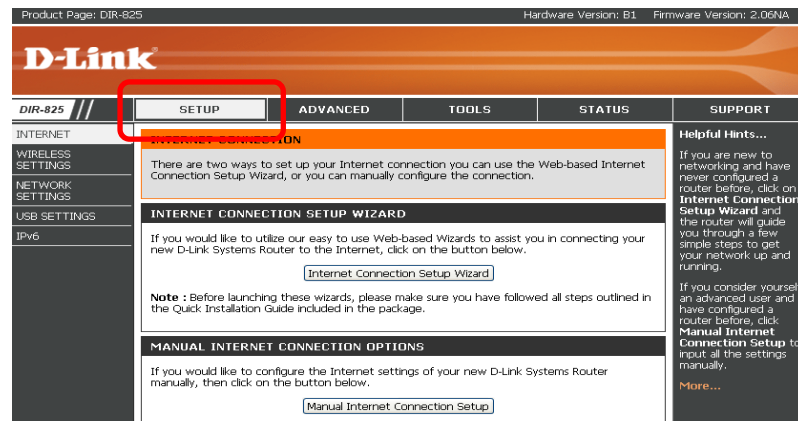 Product Page: DIR-825 Hardware Version: B1 Firmware Version: 2.06NA
D-Link
DIR-825 // SETUP ADVANCED TOOLS STATUS SUPPORT
INTERNET
WIRELESS
SETTINGS
NETWORK
SETTINGS
USB SETTINGS
IPv6
INTERNET CONNECTION
There are two ways to set up your Internet connection you can use the Web-based Internet
Connection Setup Wizard, or you can manually configure the connection.
INTERNET CONNECTION SETUP WIZARD
If you would like to utilize our easy to use Web-based Wizards to assist you in connecting your
new D-Link Systems Router to the Internet, click on the button below.
Internet Connection Setup Wizard
Note : Before launching these wizards, please make sure you have followed all steps outlined in
the Quick Installation Guide included in the package.
MANUAL INTERNET CONNECTION OPTIONS
If you would like to configure the Internet settings of your new D-Link Systems Router
manually, then click on the button below.
Manual Internet Connection Setup
Helpful Hints...
If you are new to
networking and have
never configured a
router before, click on
Internet Connection
Setup Wizard and
the router will guide
you through a few
simple steps to get
your network up and
running.
If you consider yoursel
an advanced user and
have configured a
router before, click
Manual Internet
Connection Setup to
input all the settings
manually.
More...